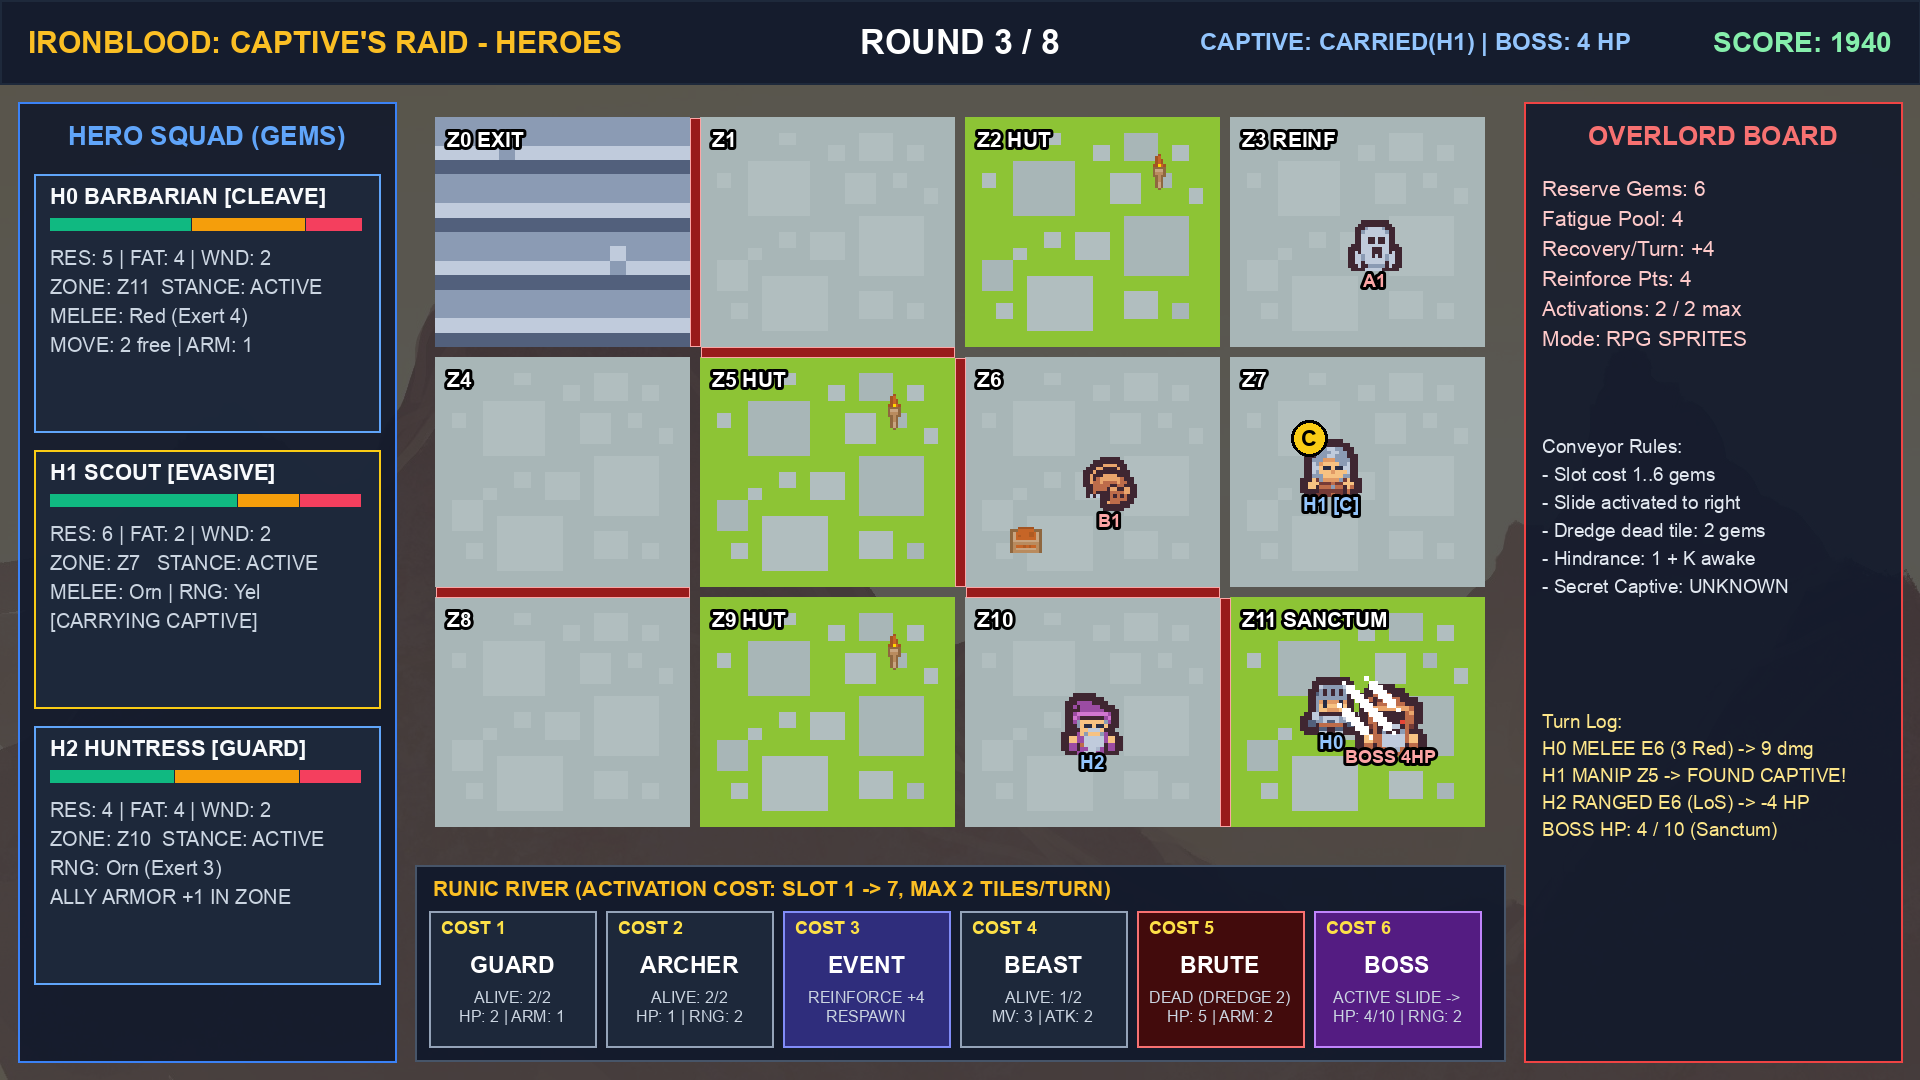 IRONBLOOD: CAPTIVE'S RAID - HEROES
ROUND 3 / 8
CAPTIVE: CARRIED(H1) | BOSS: 4 HP
SCORE: 1940
HERO SQUAD (GEMS)
H0 BARBARIAN [CLEAVE]
RES: 5 | FAT: 4 | WND: 2
ZONE: Z11 STANCE: ACTIVE
MELEE: Red (Exert 4)
MOVE: 2 free | ARM: 1
H1 SCOUT [EVASIVE]
RES: 6 | FAT: 2 | WND: 2
ZONE: Z7 STANCE: ACTIVE
MELEE: Orn | RNG: Yel
[CARRYING CAPTIVE]
H2 HUNTRESS [GUARD]
RES: 4 | FAT: 4 | WND: 2
ZONE: Z10 STANCE: ACTIVE
RNG: Orn (Exert 3)
ALLY ARMOR +1 IN ZONE
Z0 EXIT
Z1
Z2 HUT
Z3 REINF
A1
Z4
Z5 HUT
Z6
B1
Z7
C
H1 [C]
Z8
Z9 HUT
Z10
H2
Z11 SANCTUM
H0
BOSS 4HP
RUNIC RIVER (ACTIVATION COST: SLOT 1 -> 7, MAX 2 TILES/TURN)
COST 1
GUARD
ALIVE: 2/2
HP: 2 | ARM: 1
COST 2
ARCHER
ALIVE: 2/2
HP: 1 | RNG: 2
COST 3
EVENT
REINFORCE +4
RESPAWN
COST 4
BEAST
ALIVE: 1/2
MV: 3 | ATK: 2
COST 5
BRUTE
DEAD (DREDGE 2)
HP: 5 | ARM: 2
COST 6
BOSS
ACTIVE SLIDE ->
HP: 4/10 | RNG: 2
OVERLORD BOARD
Reserve Gems: 6
Fatigue Pool: 4
Recovery/Turn: +4
Reinforce Pts: 4
Activations: 2 / 2 max
Mode: RPG SPRITES
Conveyor Rules:
- Slot cost 1..6 gems
- Slide activated to right
- Dredge dead tile: 2 gems
- Hindrance: 1 + K awake
- Secret Captive: UNKNOWN
Turn Log:
H0 MELEE E6 (3 Red) -> 9 dmg
H1 MANIP Z5 -> FOUND CAPTIVE!
H2 RANGED E6 (LoS) -> -4 HP
BOSS HP: 4 / 10 (Sanctum)